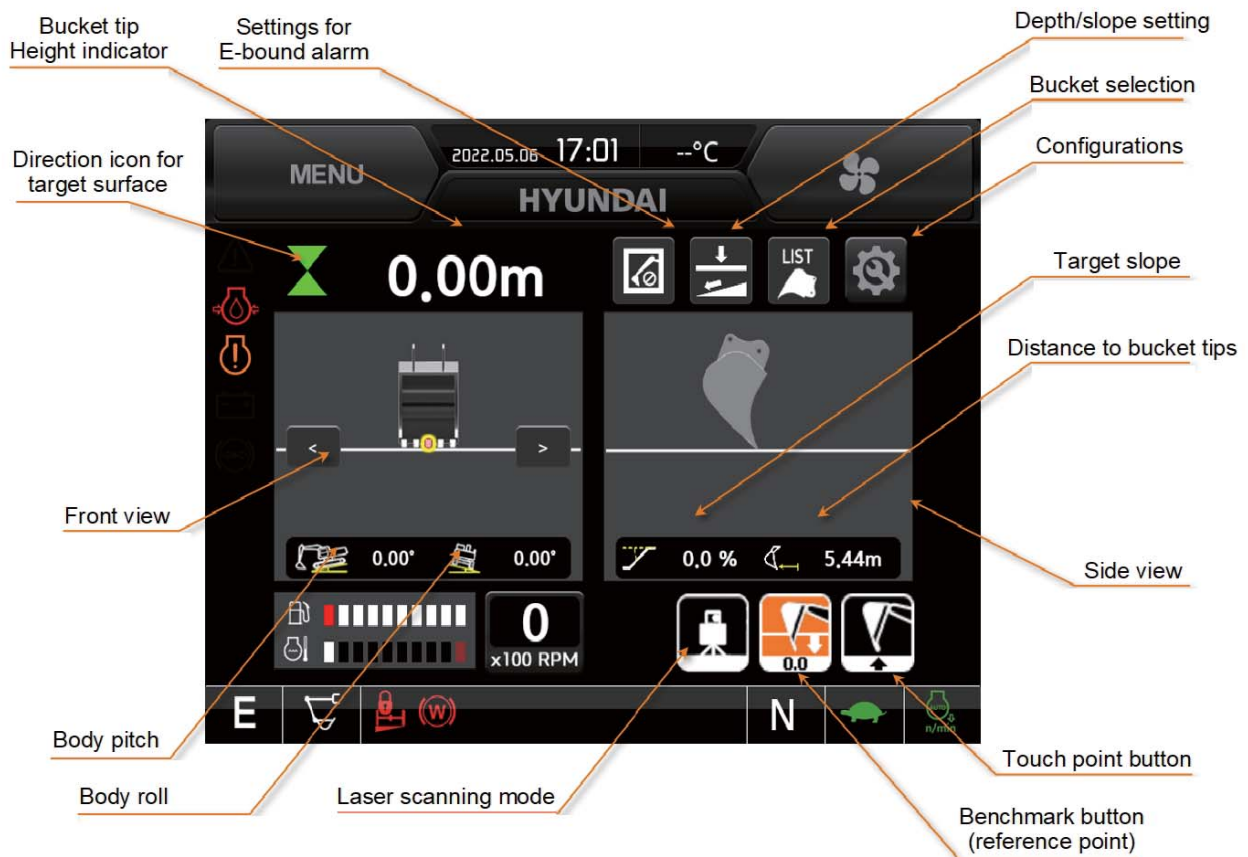 Bucket tip
Height indicator
Settings for
E-bound alarm
Depth/slope setting
Bucket selection
Configurations
Direction icon for
target surface
MENU
2022.05.06 17:01 --°C
HYUNDAI
0.00m
LIST
Target slope
Distance to bucket tips
< >
Front view
0.00° 0.00°
0.0 % 5.44m
Side view
0
x100 RPM
0.0
E
W
N
AUTO
n/min
Body pitch
Body roll
Laser scanning mode
Touch point button
Benchmark button
(reference point)